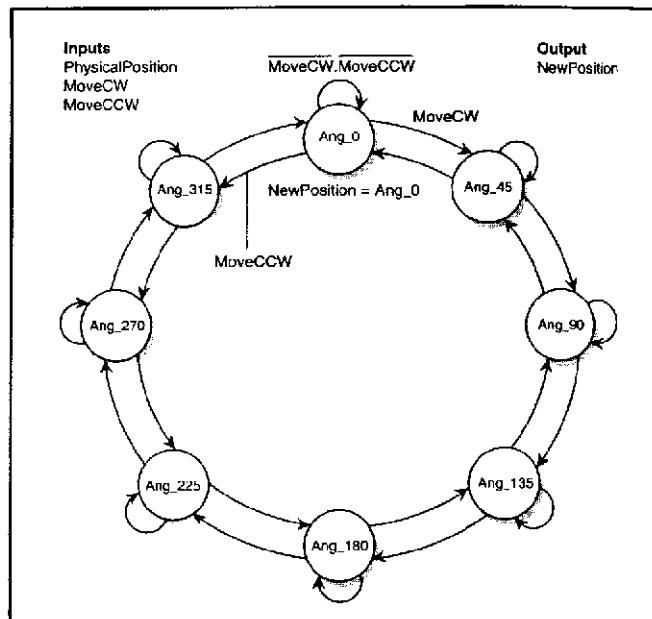 Inputs
PhysicalPosition
MoveCW
MoveCCW
MoveCW.MoveCCW
Output
NewPosition
Ang_0
MoveCW
Ang_315
Ang_45
NewPosition = Ang_0
MoveCCW
Ang_270
Ang_90
Ang_225
Ang_135
Ang_180